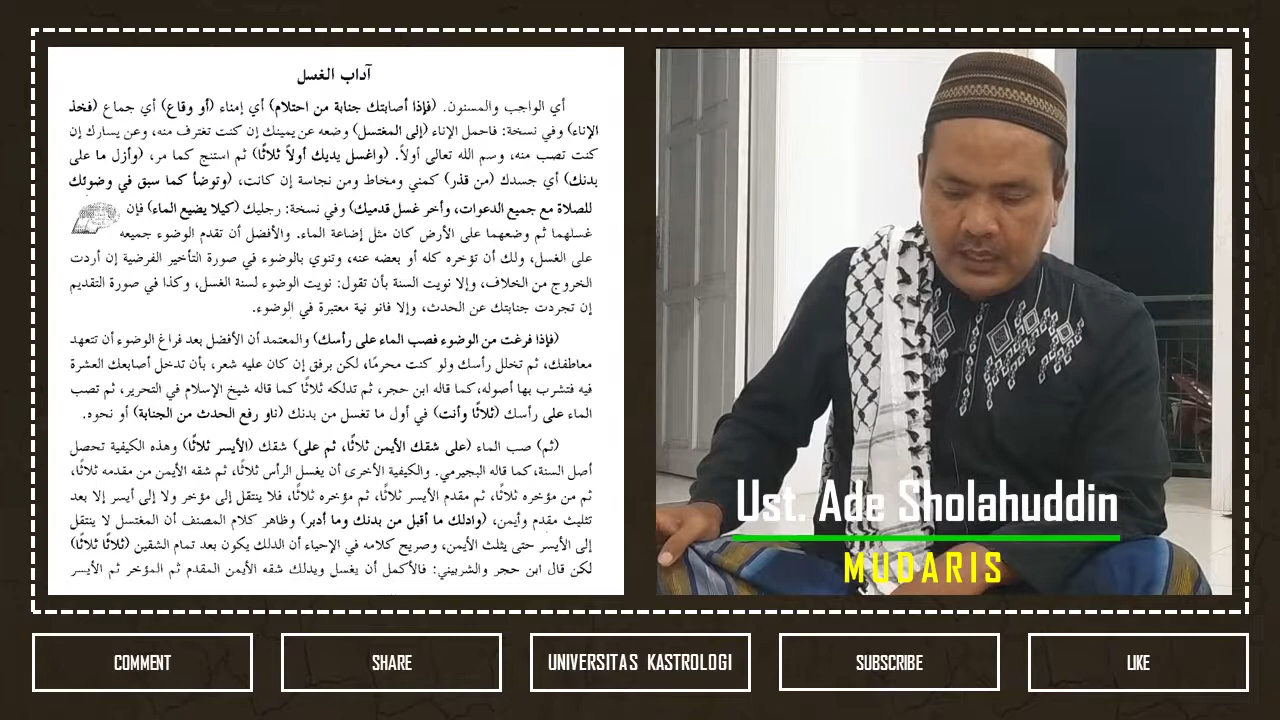 آداب الغسل
أي الواجب والمسنون. (فإذا أصابتك جنابة من احتلام) أي إمناء (أو وقاع) أي جماع (فخذ
الإناء) وفي نسخة: فاحمل الإناء (إلى المغتسل) وضعه عن يمينك إن كنت تغترف منه، وعن يسارك إن
كنت تصب منه، وسم الله تعالى أولاً. (واغسل يديك أولاً ثلاثًا) ثم استنج كما مر، (وأزل ما على
بدنك) أي جسدك (من قذر) كمني ومخاط ومن نجاسة إن كانت، (وتوضأ كما سبق في وضوئك
للصلاة مع جميع الدعوات، وأخر غسل قدميك) وفي نسخة: رجليك (كيلا يضيع الماء) فإن
غسلهما ثم وضعهما على الأرض كان مثل إضاعة الماء. والأفضل أن تقدم الوضوء جميعه
على الغسل، ولك أن تؤخره كله أو بعضه عنه، وتنوي بالوضوء في صورة التأخير الفرضية إن أردت
الخروج من الخلاف، وإلا نويت السنة بأن تقول: نويت الوضوء لسنة الغسل، وكذا في صورة التقديم
إن تجردت جنابتك عن الحدث، وإلا فانو نية معتبرة في الوضوء.
(فإذا فرغت من الوضوء فصب الماء على رأسك) والمعتمد أن الأفضل بعد فراغ الوضوء أن تتعهد
معاطفك، ثم تخلل رأسك ولو كنت محرمًا، لكن برفق إن كان عليه شعر، بأن تدخل أصابعك العشرة
فيه فتشرب بها أصوله، كما قاله ابن حجر، ثم تدلكه ثلاثًا كما قاله شيخ الإسلام في التحرير، ثم تصب
الماء على رأسك (ثلاثًا وأنت) في أول ما تغسل من بدنك (ناو رفع الحدث من الجنابة) أو نحوه.
(ثم) صب الماء (على شقك الأيمن ثلاثًا، ثم على) شقك (الأيسر ثلاثًا) وهذه الكيفية تحصل
أصل السنة، كما قاله البجيرمي. والكيفية الأخرى أن يغسل الرأس ثلاثًا، ثم شقه الأيمن من مقدمه ثلاثًا،
ثم من مؤخره ثلاثًا، ثم مقدم الأيسر ثلاثًا، ثم مؤخره ثلاثًا، فلا ينتقل إلى مؤخر ولا إلى أيسر إلا بعد
تثليث مقدم وأيمن، (وادلك ما أقبل من بدنك وما أدبر) وظاهر كلام المصنف أن المغتسل لا ينتقل
إلى الأيسر حتى يثلث الأيمن، وصريح كلامه في الإحياء أن الدلك يكون بعد تمام الشقين (ثلاثًا ثلاثًا)
لكن قال ابن حجر والشربيني: فالأكمل أن يغسل ويدلك شقه الأيمن المقدم ثم المؤخر ثم الأيسر
Ust. Ade Sholahuddin
MUDARIS
COMMENT
SHARE
UNIVERSITAS KASTROLOGI
SUBSCRIBE
LIKE